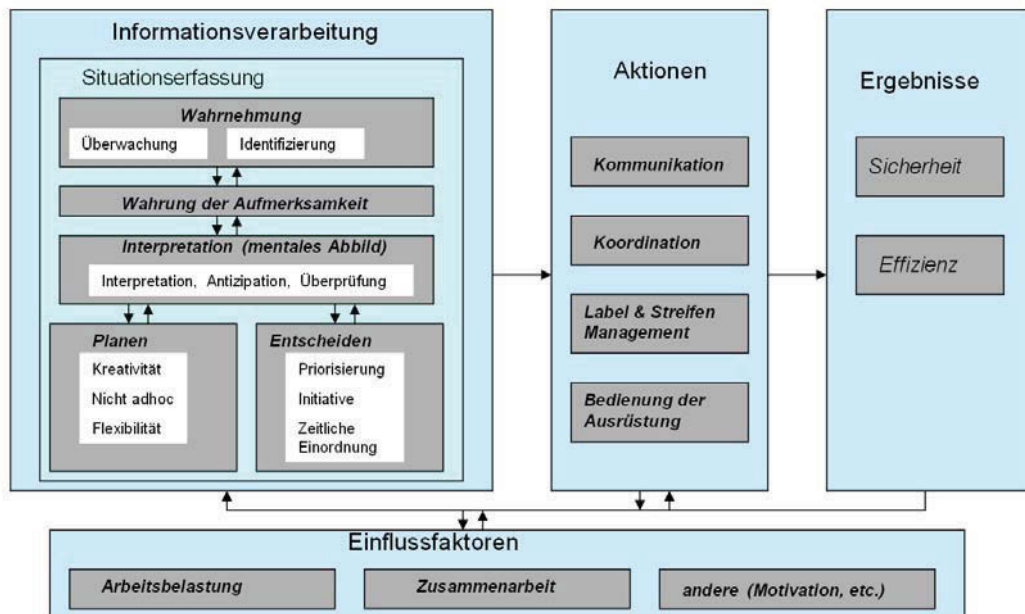 Informationsverarbeitung
Situationserfassung
Wahrnehmung
Überwachung
Identifizierung
Wahrung der Aufmerksamkeit
Interpretation (mentales Abbild)
Interpretation, Antizipation, Überprüfung
Planen
Kreativität
Nicht adhoc
Flexibilität
Entscheiden
Priorisierung
Initiative
Zeitliche
Einordnung
Aktionen
Kommunikation
Koordination
Label & Streifen
Management
Bedienung der
Ausrüstung
Ergebnisse
Sicherheit
Effizienz
Einflussfaktoren
Arbeitsbelastung
Zusammenarbeit
andere (Motivation, etc.)